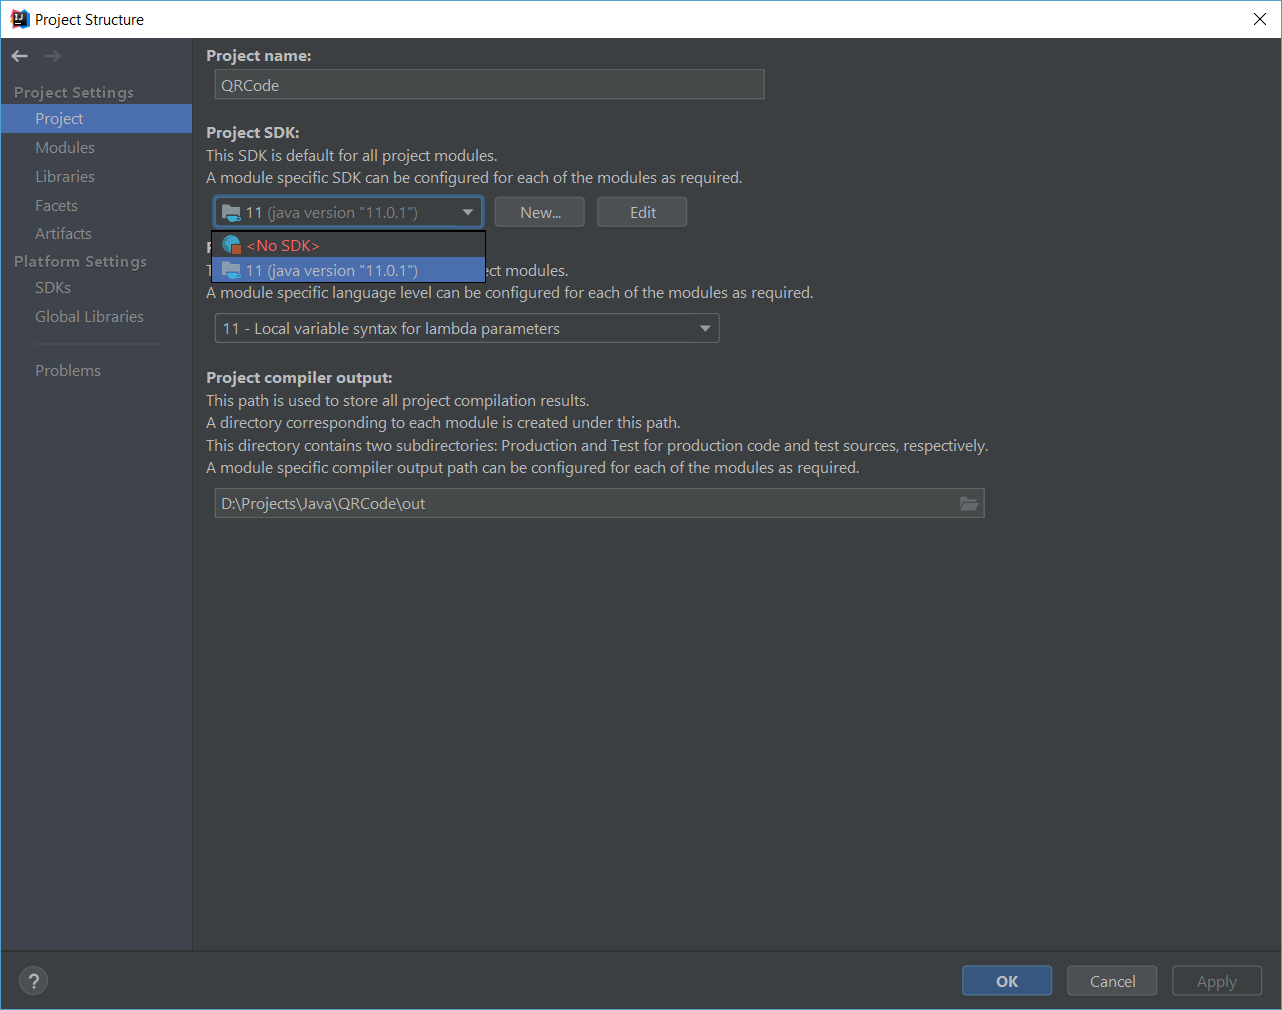 Project Structure
Project Settings
Project
Modules
Libraries
Facets
Artifacts
Platform Settings
SDKs
Global Libraries
Problems
Project name:
QRCode
Project SDK:
This SDK is default for all project modules.
A module specific SDK can be configured for each of the modules as required.
11 (java version "11.0.1") New... Edit
<No SDK>
11 (java version "11.0.1") modules.
A module specific language level can be configured for each of the modules as required.
11 - Local variable syntax for lambda parameters
Project compiler output:
This path is used to store all project compilation results.
A directory corresponding to each module is created under this path.
This directory contains two subdirectories: Production and Test for production code and test sources, respectively.
A module specific compiler output path can be configured for each of the modules as required.
D:\Projects\Java\QRCode\out
? OK Cancel Apply